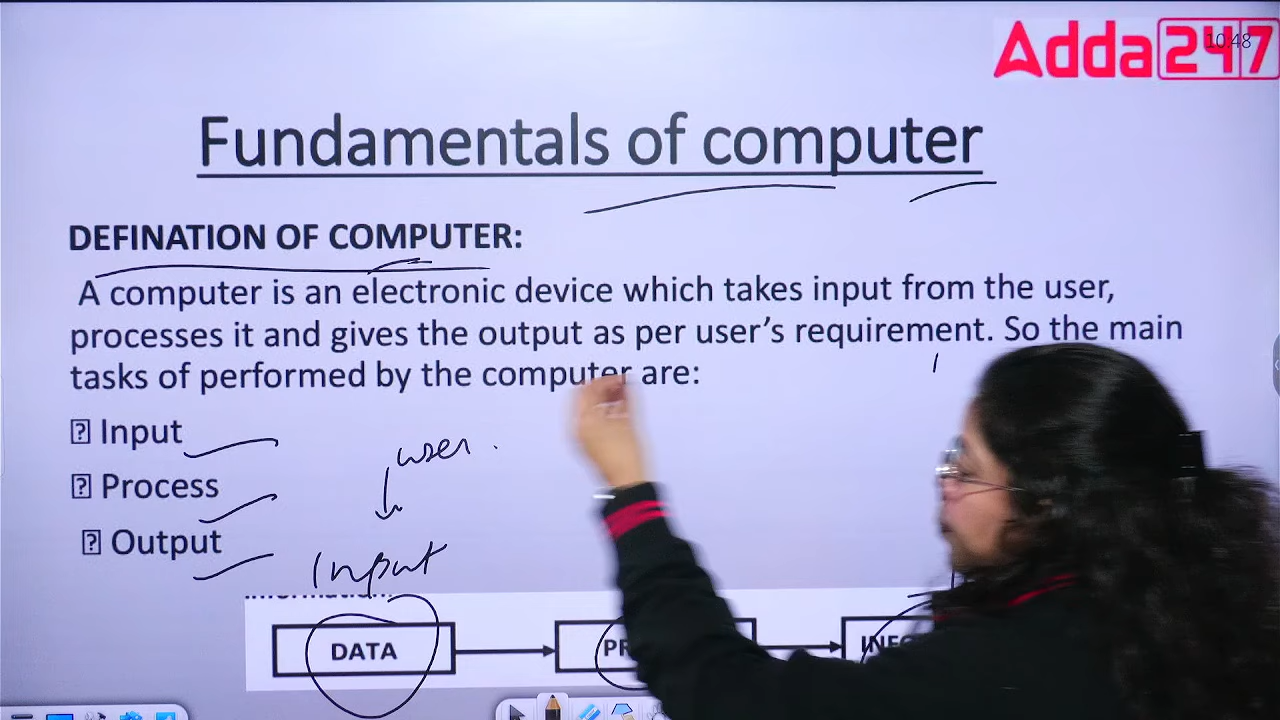 Adda247
10:48
Fundamentals of computer
DEFINATION OF COMPUTER:
A computer is an electronic device which takes input from the user,
processes it and gives the output as per user's requirement. So the main
tasks of performed by the computer are:
Input
Process
Output
user.
Input
DATA